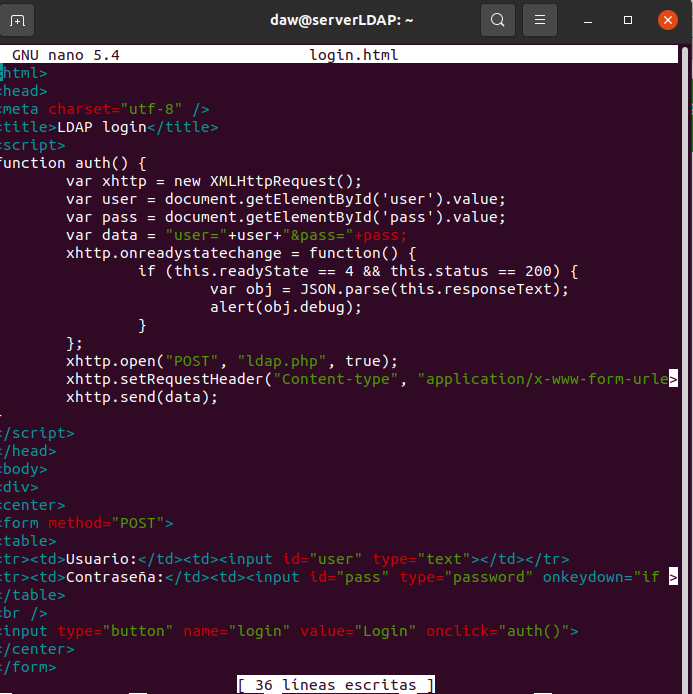 daw@serverLDAP: ~
GNU nano 5.4 login.html
<html>
<head>
<meta charset="utf-8" />
<title>LDAP login</title>
<script>
function auth() {
        var xhttp = new XMLHttpRequest();
        var user = document.getElementById('user').value;
        var pass = document.getElementById('pass').value;
        var data = "user="+user+"&pass="+pass;
        xhttp.onreadystatechange = function() {
                if (this.readyState == 4 && this.status == 200) {
                        var obj = JSON.parse(this.responseText);
                        alert(obj.debug);
                }
        };
        xhttp.open("POST", "ldap.php", true);
        xhttp.setRequestHeader("Content-type", "application/x-www-form-urle>
        xhttp.send(data);
}
</script>
</head>
<body>
<div>
<center>
<form method="POST">
<table>
<tr><td>Usuario:</td><td><input id="user" type="text"></td></tr>
<tr><td>Contraseña:</td><td><input id="pass" type="password" onkeydown="if >
</table>
<br />
<input type="button" name="login" value="Login" onclick="auth()">
</center>
</form>
[ 36 líneas escritas ]